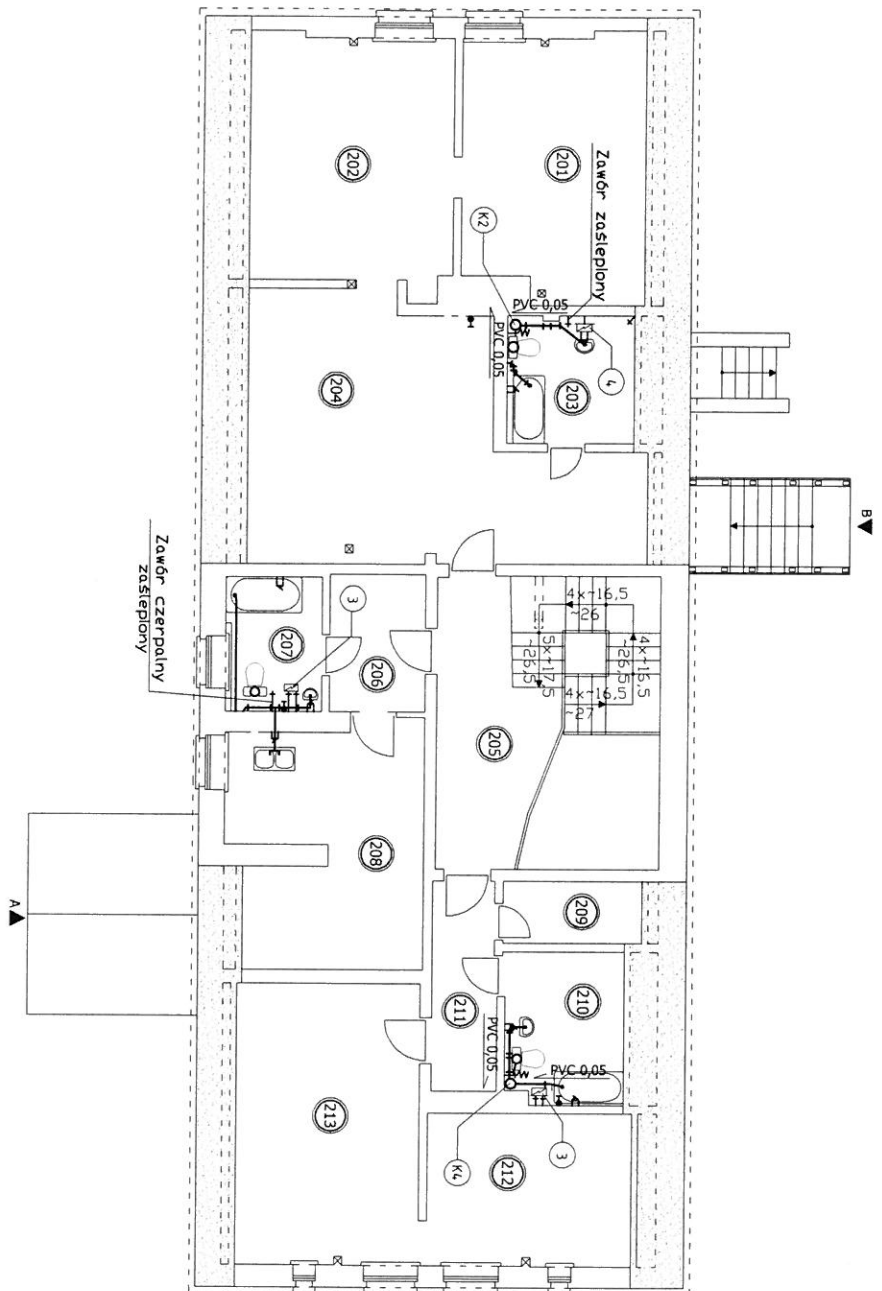 201
202
Zawór zaślepiony
K2
PVC 0,05
PVC 0,05
4
203
204
B
Zawór czerpalny
zaślepiony
3
207
206
4x~16,5
~26
5x~17,5
~26,5
4x~15,5
~26,5
4x~16,5
~27
205
208
A
209
210
211
PVC 0,05
PVC 0,05
3
K4
212
213